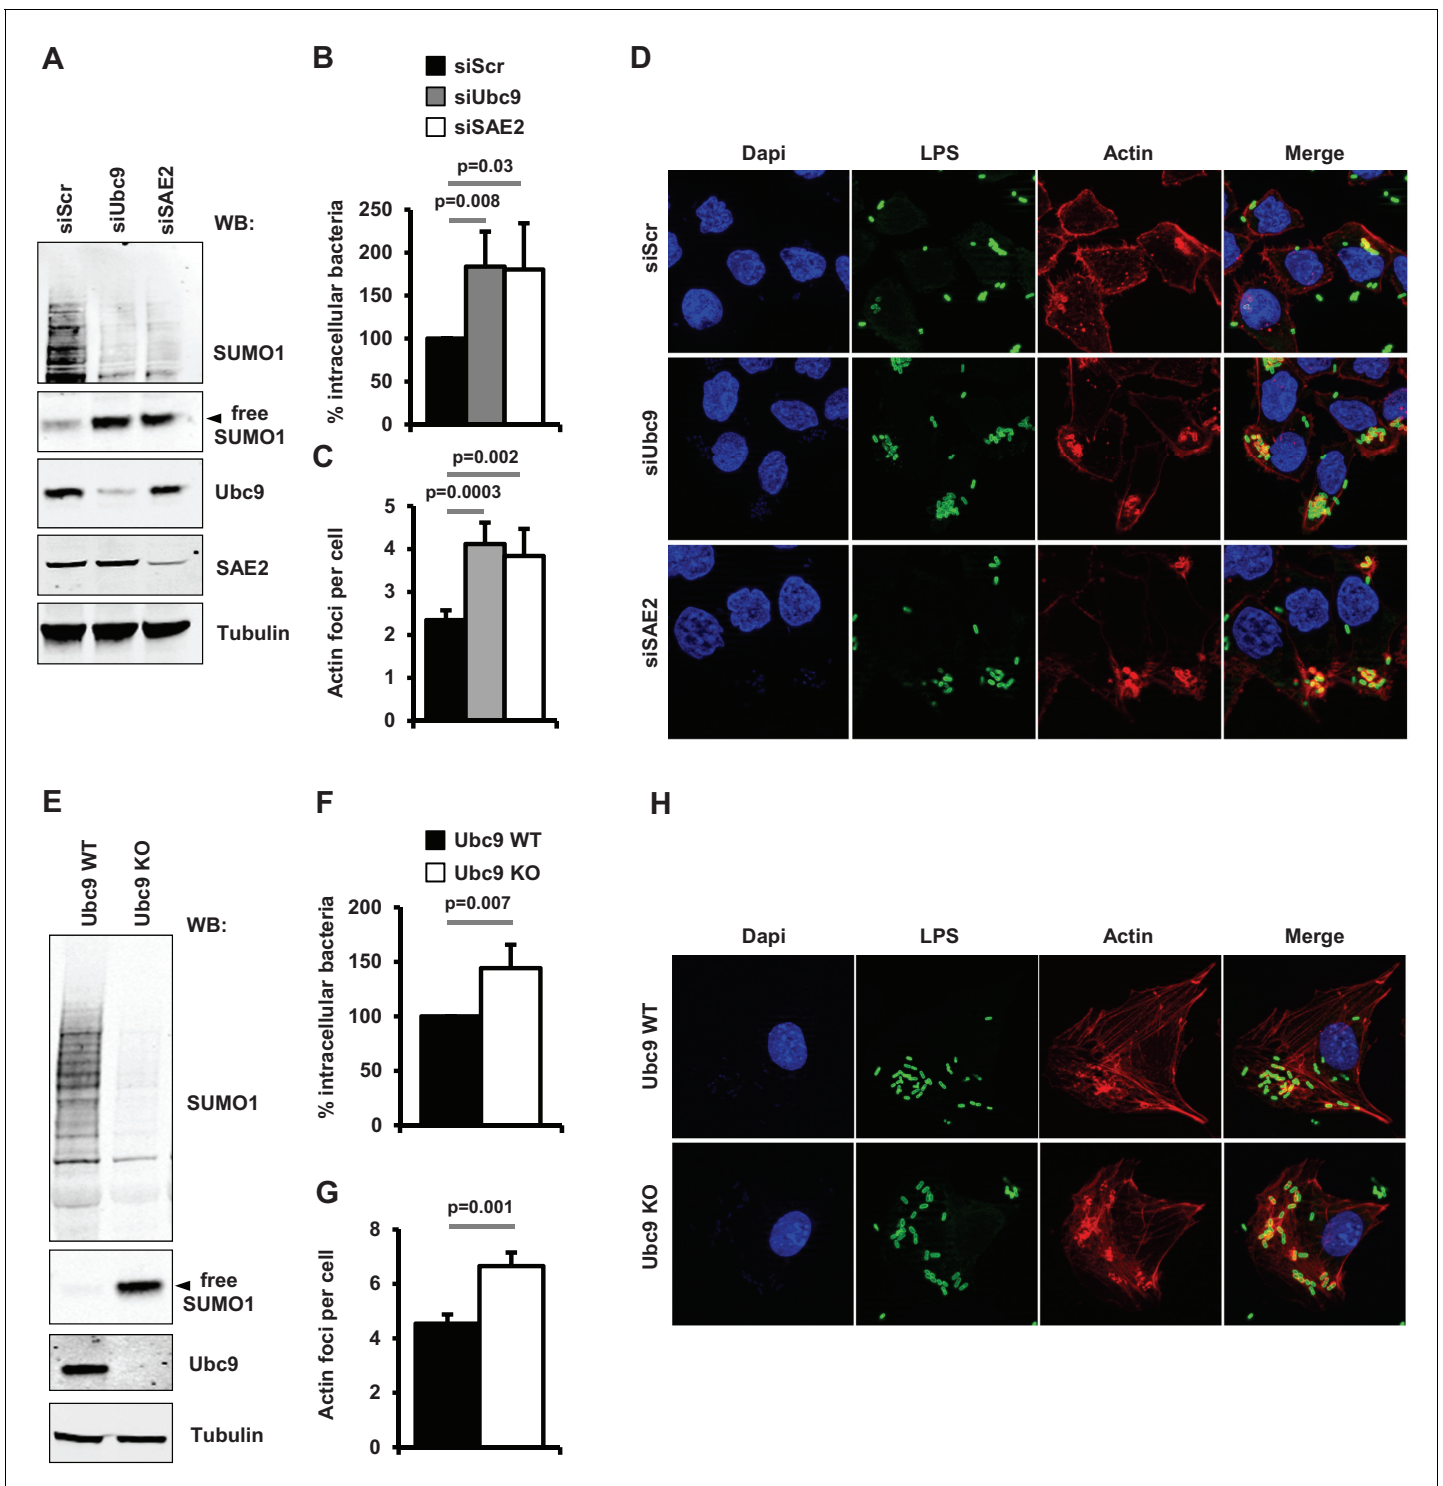 A
siScr
siUbc9
siSAE2
WB:
SUMO1
free
SUMO1
Ubc9
SAE2
Tubulin
B
siScr
siUbc9
siSAE2
p=0.03
p=0.008
% intracellular bacteria
250
200
150
100
50
0
C
p=0.002
p=0.0003
Actin foci per cell
5
4
3
2
1
0
D
Dapi LPS Actin Merge
siScr
siUbc9
siSAE2
E
Ubc9 WT
Ubc9 KO
WB:
SUMO1
free
SUMO1
Ubc9
Tubulin
F
Ubc9 WT
Ubc9 KO
p=0.007
% intracellular bacteria
200
150
100
50
0
G
p=0.001
Actin foci per cell
8
6
4
2
0
H
Dapi LPS Actin Merge
Ubc9 WT
Ubc9 KO